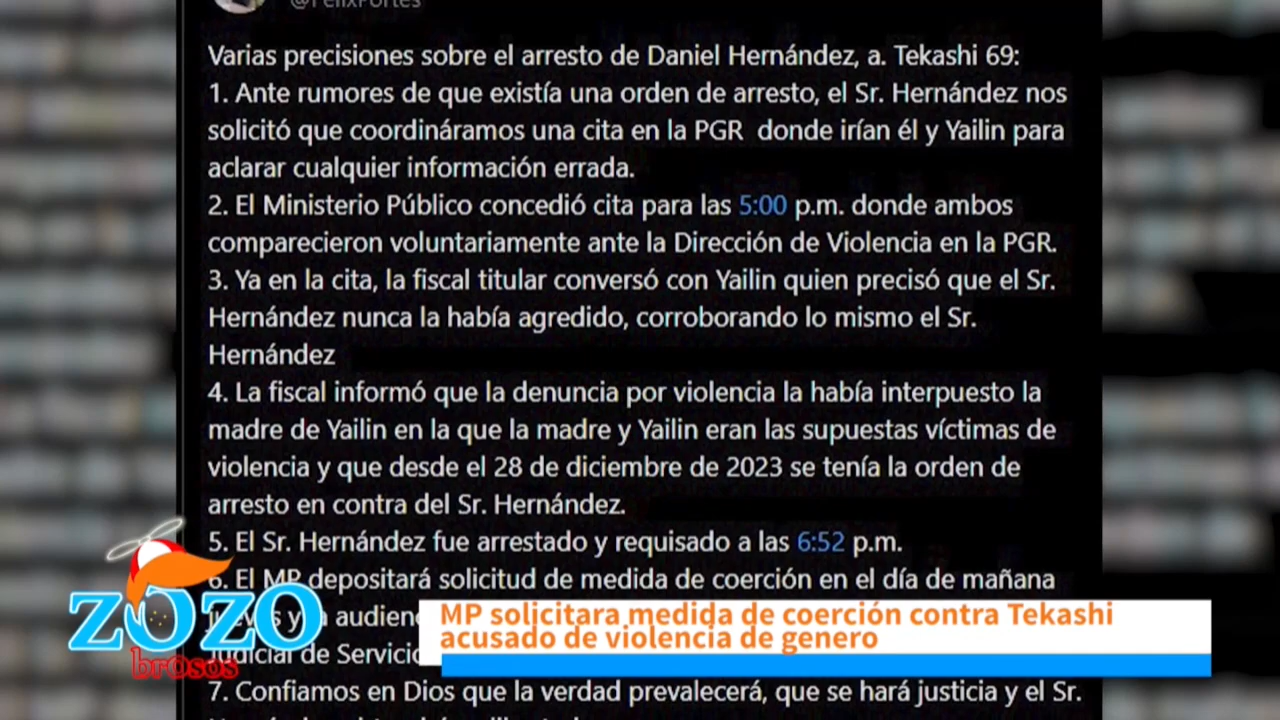 @FelixPortes
Varias precisiones sobre el arresto de Daniel Hernández, a. Tekashi 69:
1. Ante rumores de que existía una orden de arresto, el Sr. Hernández nos
solicitó que coordináramos una cita en la PGR donde irían él y Yailin para
aclarar cualquier información errada.
2. El Ministerio Público concedió cita para las 5:00 p.m. donde ambos
comparecieron voluntariamente ante la Dirección de Violencia en la PGR.
3. Ya en la cita, la fiscal titular conversó con Yailin quien precisó que el Sr.
Hernández nunca la había agredido, corroborando lo mismo el Sr.
Hernández
4. La fiscal informó que la denuncia por violencia la había interpuesto la
madre de Yailin en la que la madre y Yailin eran las supuestas víctimas de
violencia y que desde el 28 de diciembre de 2023 se tenía la orden de
arresto en contra del Sr. Hernández.
5. El Sr. Hernández fue arrestado y requisado a las 6:52 p.m.
6. El MP depositará solicitud de medida de coerción en el día de mañana
Judicial de
7. Confiamos en Dios que la verdad prevalecerá, que se hará justicia y el Sr.
zozo
brosos
MP solicitara medida de coerción contra Tekashi
acusado de violencia de genero